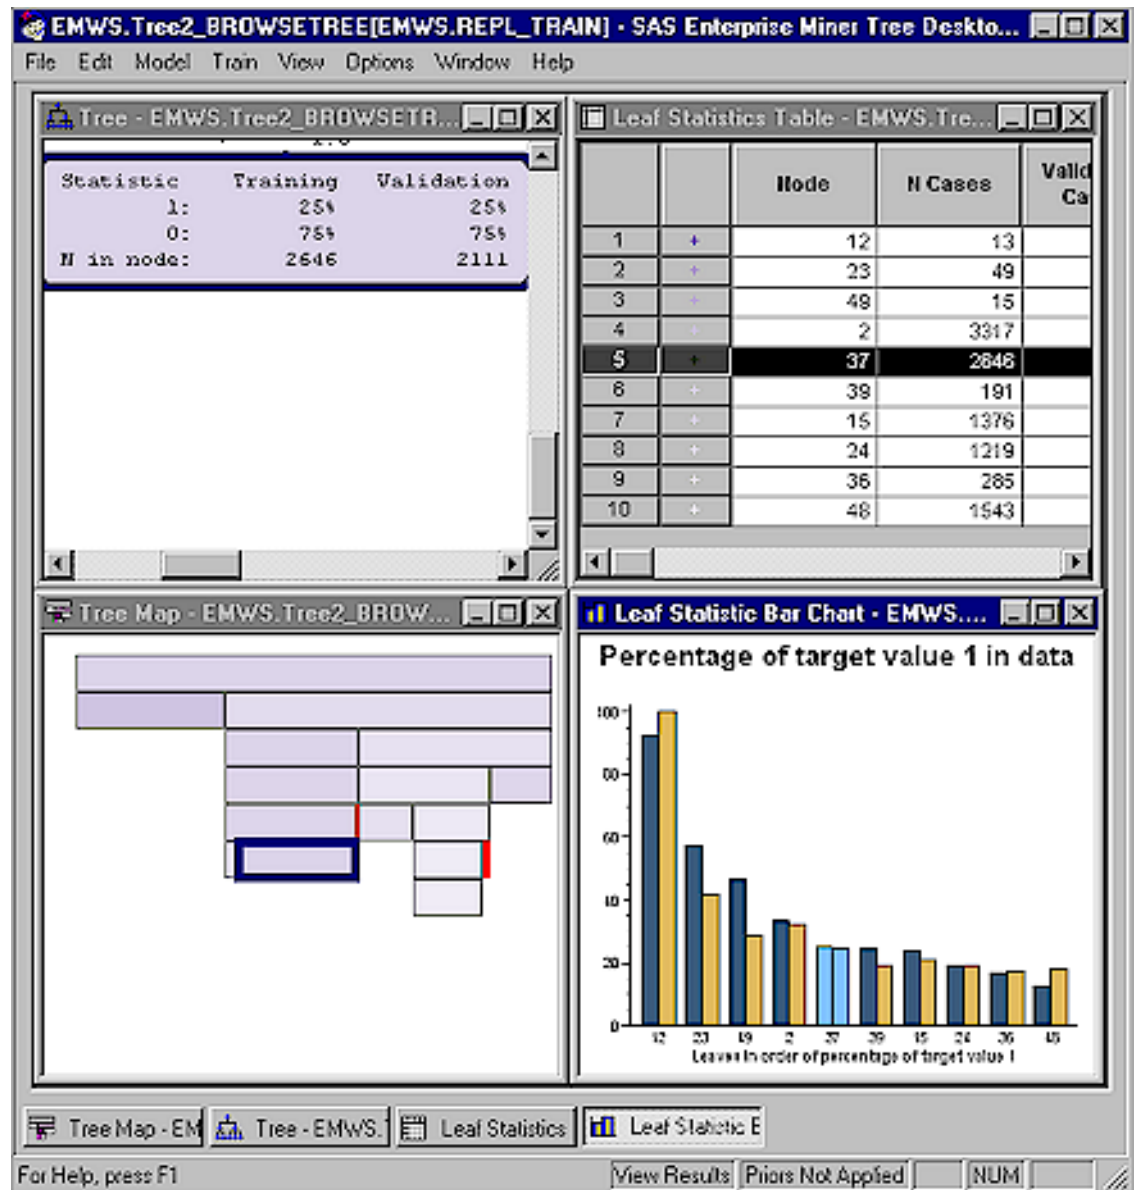 EMWS.Tree2_BROWSETREE[EMWS.REPL_TRAIN] - SAS Enterprise Miner Tree Deskto...
File Edit Model Train View Options Window Help
Tree - EMWS.Tree2_BROWSETR...
Statistic Training Validation
1: 25% 25%
0: 75% 75%
N in node: 2646 2111
Leaf Statistics Table - EMWS.Tre...
Node N Cases Valid
Ca
1 + 12 13
2 + 23 49
3 + 49 15
4 + 2 3317
5 + 37 2646
6 + 39 191
7 + 15 1376
8 + 24 1219
9 + 36 285
10 + 48 1543
Tree Map - EMWS.Tree2_BROW...
Leaf Statistic Bar Chart - EMWS....
Percentage of target value 1 in data
100
80
60
40
20
0
12 23 49 2 37 39 15 24 36 48
Leaves in order of percentage of target value 1
Tree Map - EM Tree - EMWS. Leaf Statistics Leaf Statistic B
For Help, press F1 View Results Priors Not Applied NUM